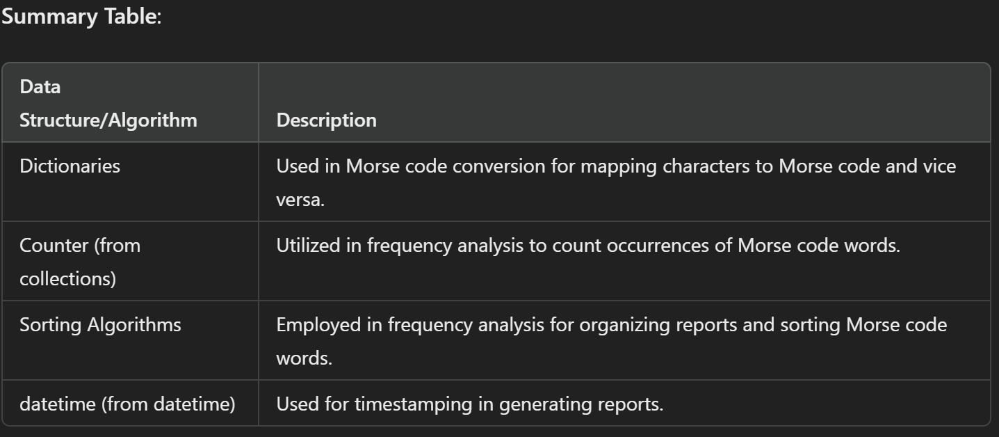 Summary Table:
Data
Structure/Algorithm
Description
Dictionaries
Used in Morse code conversion for mapping characters to Morse code and vice
versa.
Counter (from
collections)
Utilized in frequency analysis to count occurrences of Morse code words.
Sorting Algorithms
Employed in frequency analysis for organizing reports and sorting Morse code
words.
datetime (from datetime)
Used for timestamping in generating reports.